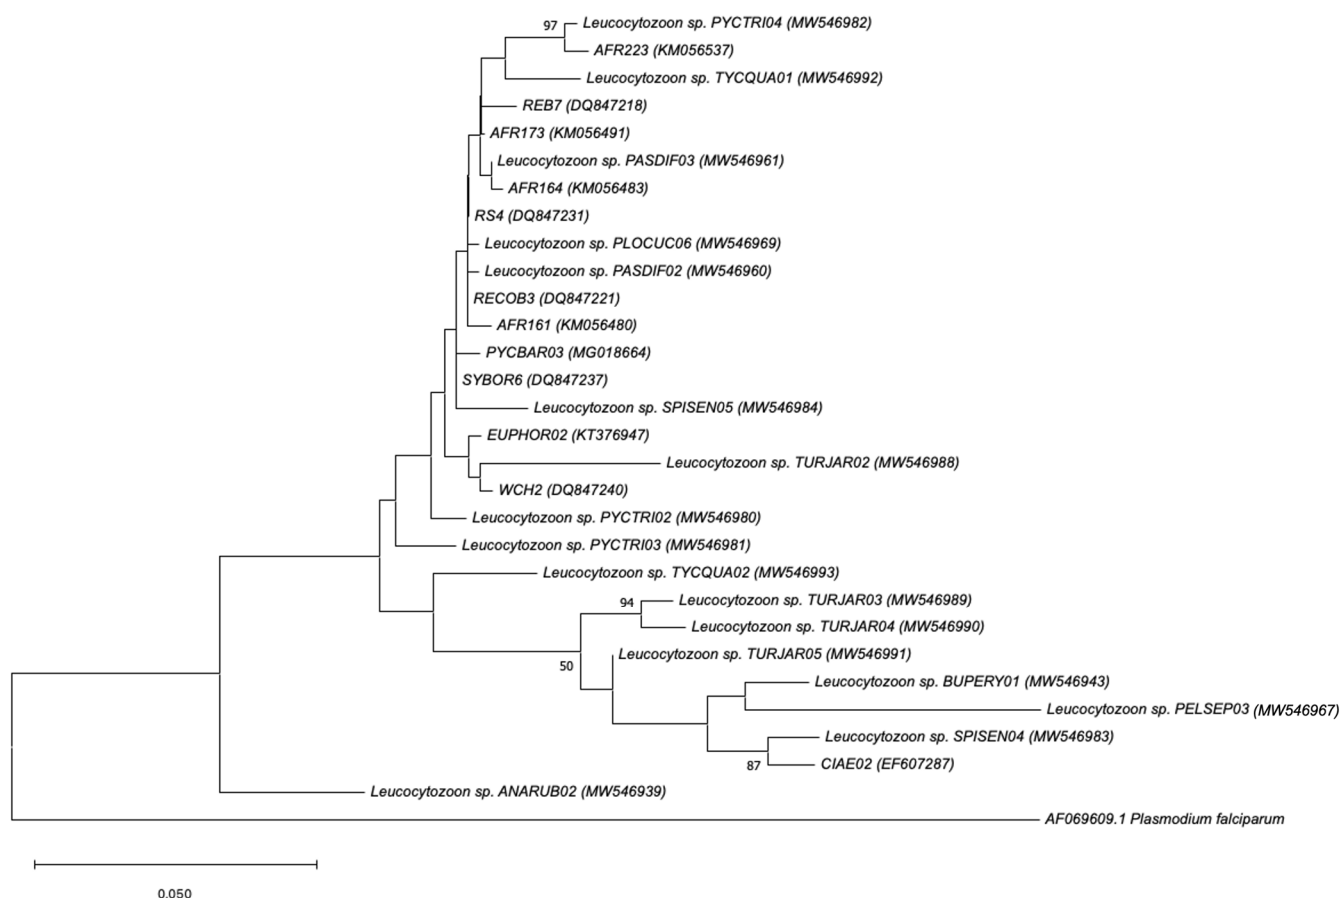 97
Leucocytozoon sp. PYCTRI04 (MW546982)
AFR223 (KM056537)
Leucocytozoon sp. TYCQUA01 (MW546992)
REB7 (DQ847218)
AFR173 (KM056491)
Leucocytozoon sp. PASDIF03 (MW546961)
AFR164 (KM056483)
RS4 (DQ847231)
Leucocytozoon sp. PLOCUC06 (MW546969)
Leucocytozoon sp. PASDIF02 (MW546960)
RECOB3 (DQ847221)
AFR161 (KM056480)
PYCBAR03 (MG018664)
SYBOR6 (DQ847237)
Leucocytozoon sp. SPISEN05 (MW546984)
EUPHOR02 (KT376947)
Leucocytozoon sp. TURJAR02 (MW546988)
WCH2 (DQ847240)
Leucocytozoon sp. PYCTRI02 (MW546980)
Leucocytozoon sp. PYCTRI03 (MW546981)
Leucocytozoon sp. TYCQUA02 (MW546993)
94
Leucocytozoon sp. TURJAR03 (MW546989)
Leucocytozoon sp. TURJAR04 (MW546990)
50
Leucocytozoon sp. TURJAR05 (MW546991)
Leucocytozoon sp. BUPERY01 (MW546943)
Leucocytozoon sp. PELSEP03 (MW546967)
Leucocytozoon sp. SPISEN04 (MW546983)
87
CIAE02 (EF607287)
Leucocytozoon sp. ANARUB02 (MW546939)
AF069609.1 Plasmodium falciparum
0.050